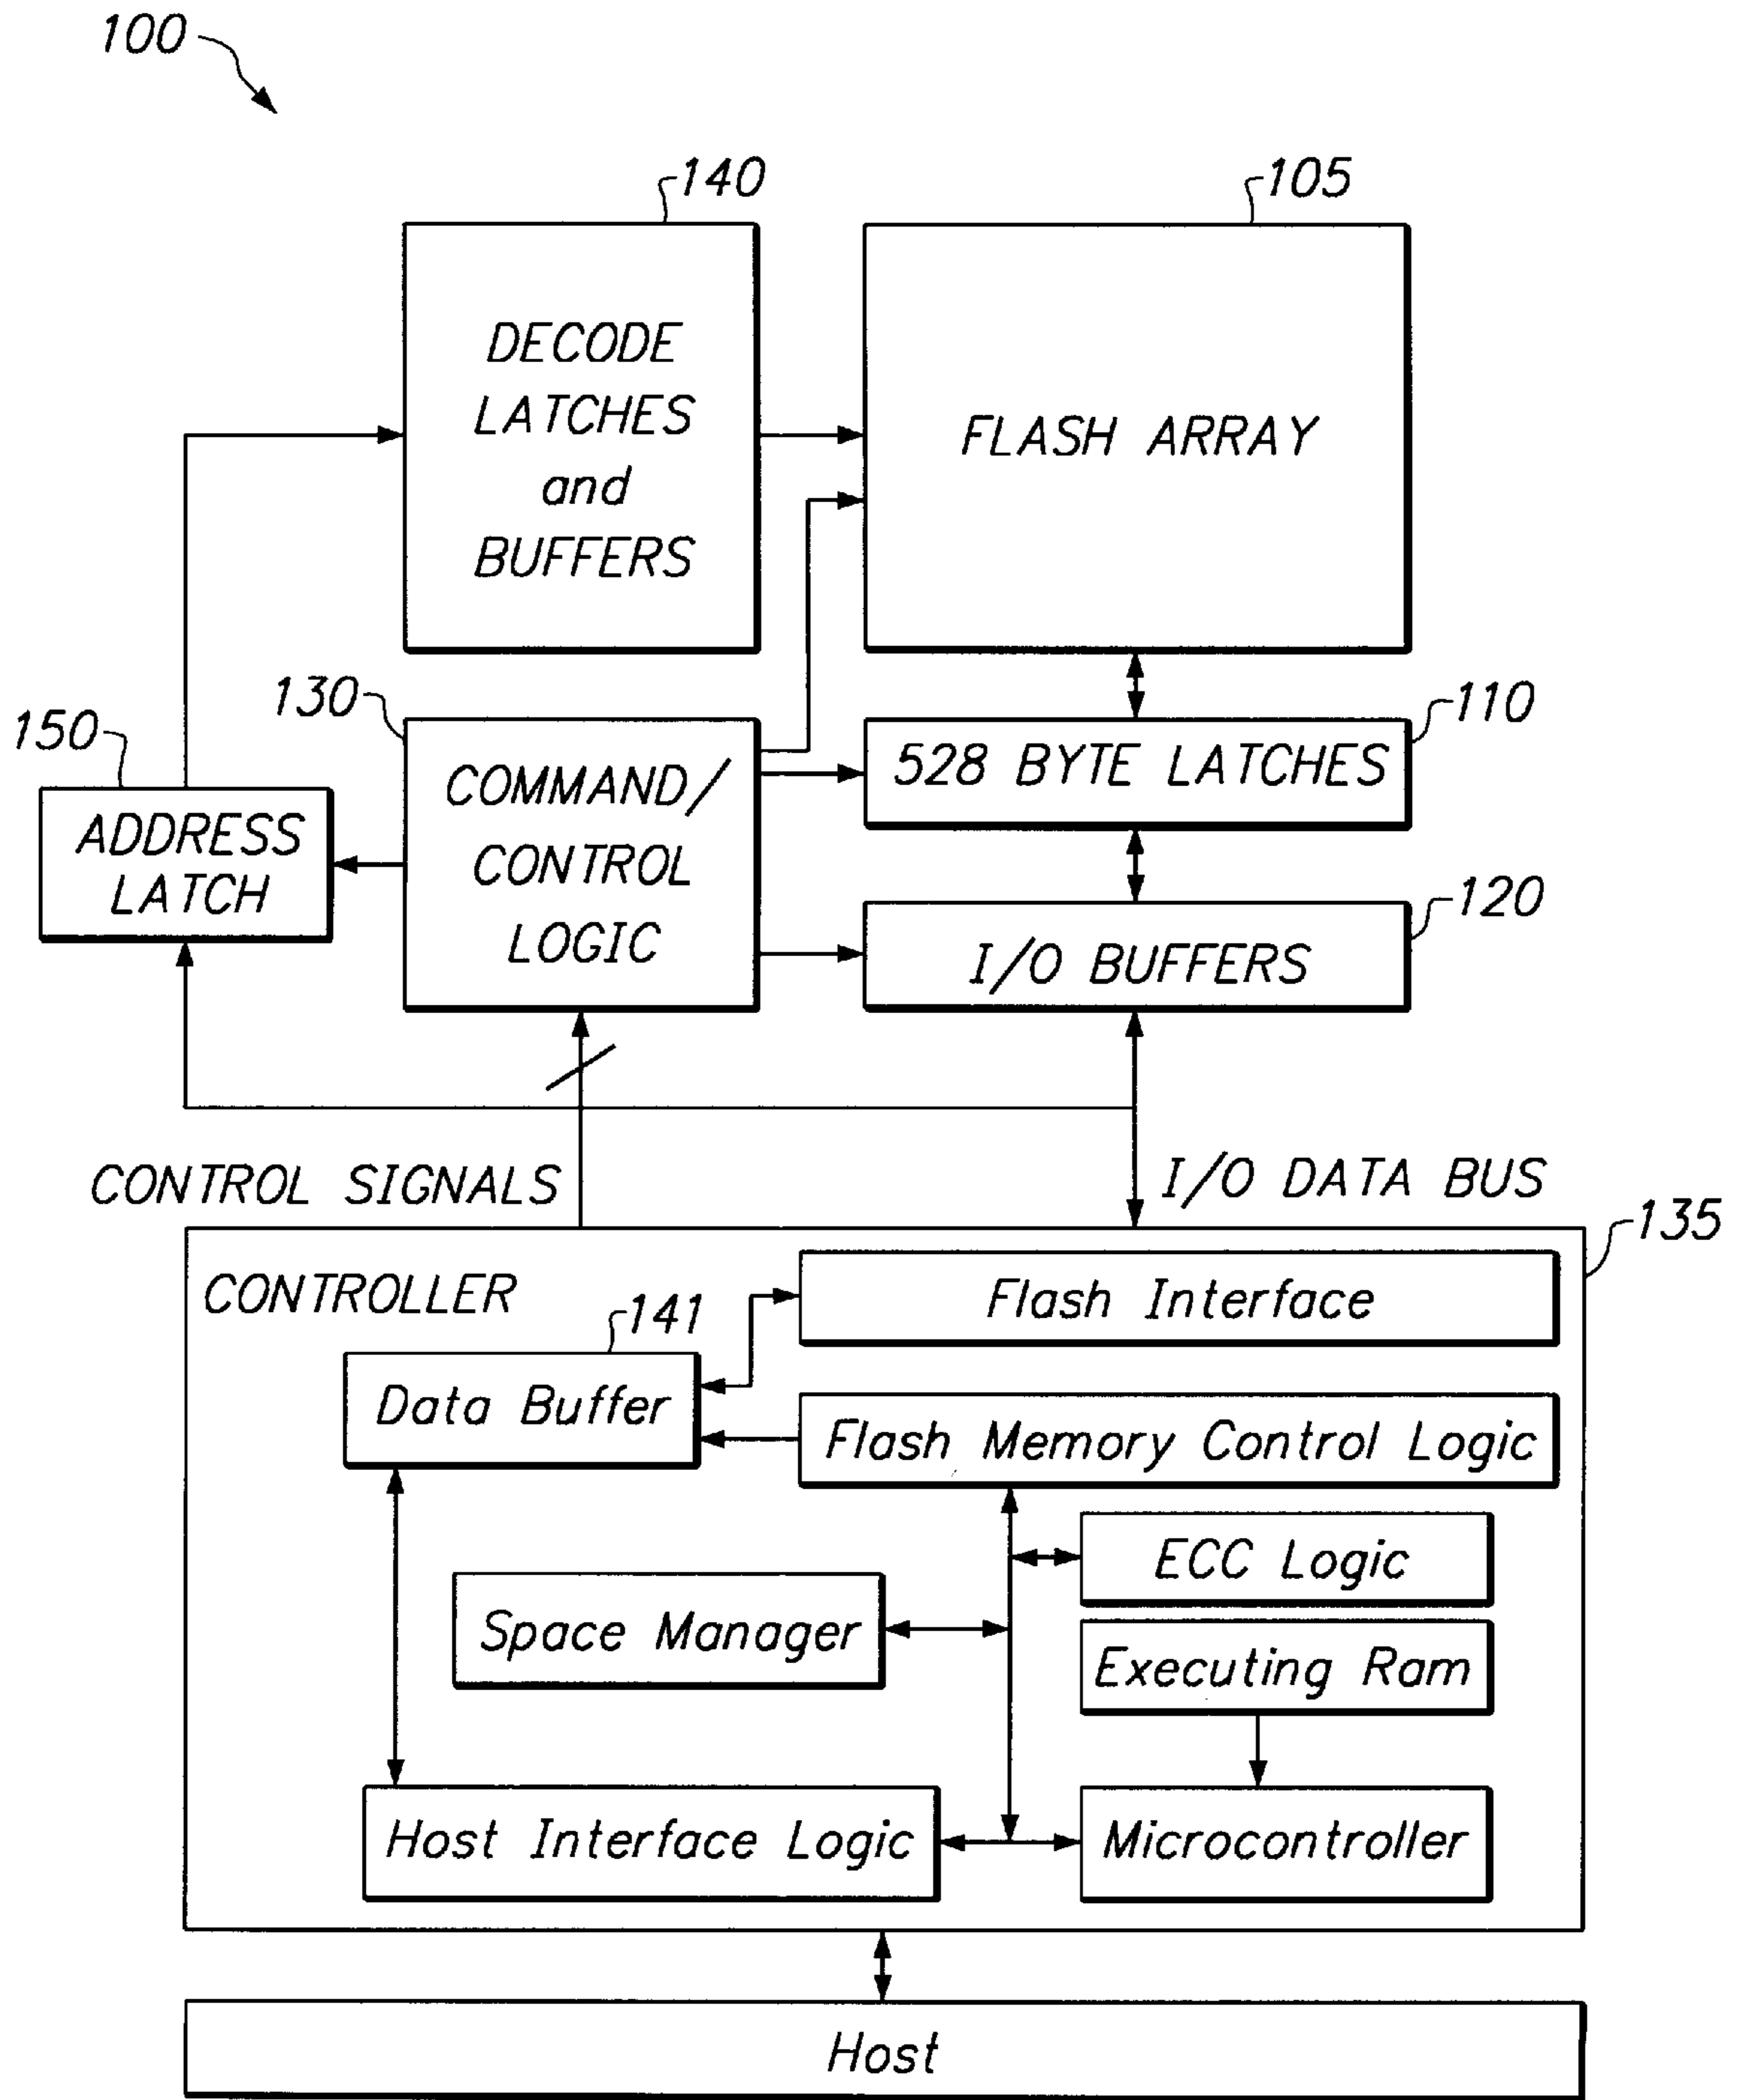 100
140
105
DECODE
LATCHES
and
BUFFERS
FLASH ARRAY
130
110
150
528 BYTE LATCHES
COMMAND/
CONTROL
LOGIC
ADDRESS
LATCH
120
I/O BUFFERS
CONTROL SIGNALS
I/O DATA BUS
135
CONTROLLER
Flash Interface
141
Data Buffer
Flash Memory Control Logic
ECC Logic
Space Manager
Executing Ram
Host Interface Logic
Microcontroller
Host